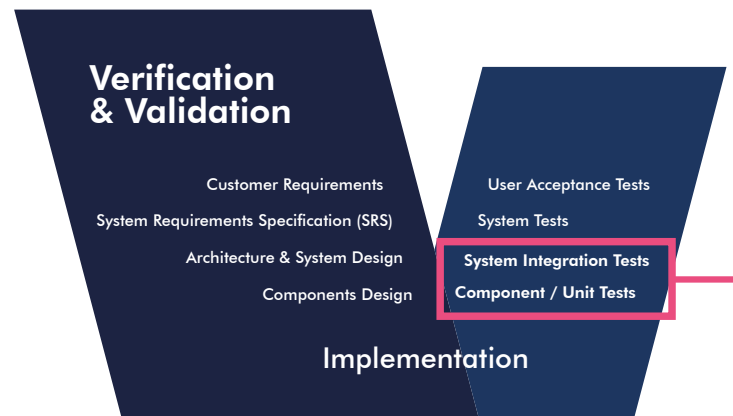 Verification
& Validation
Customer Requirements
System Requirements Specification (SRS)
Architecture & System Design
Components Design
User Acceptance Tests
System Tests
System Integration Tests
Component / Unit Tests
Implementation